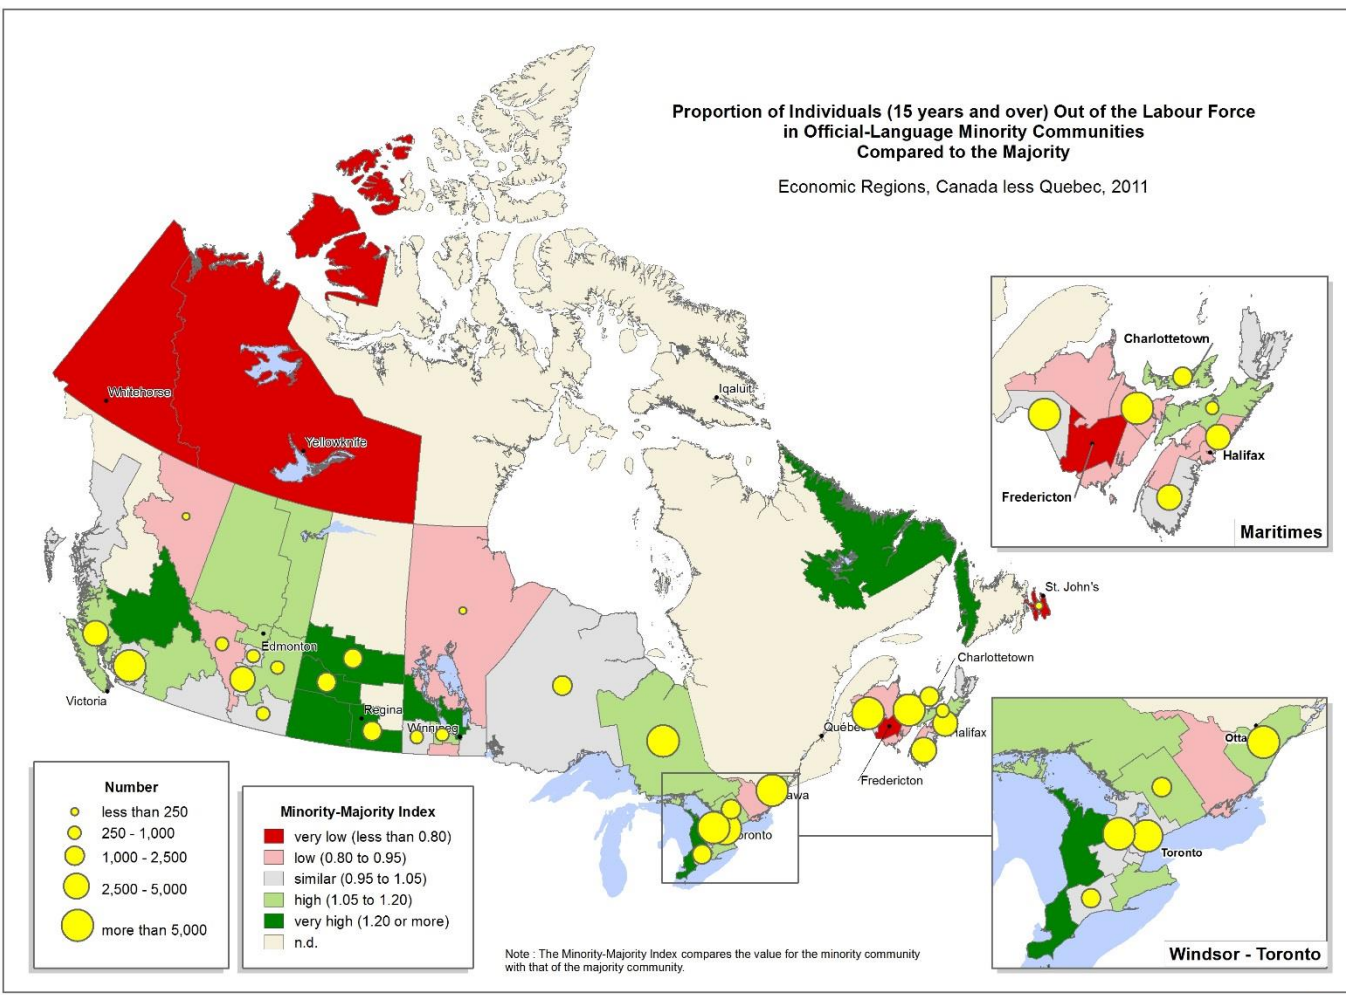 Proportion of Individuals (15 years and over) Out of the Labour Force
in Official-Language Minority Communities
Compared to the Majority
Economic Regions, Canada less Quebec, 2011
Whitehorse
Yellowknife
Iqaluit
Edmonton
Victoria
Regina
Winnipeg
St. John's
Charlottetown
Québec
Halifax
Fredericton
Ottawa
Toronto
Charlottetown
Halifax
Fredericton
Maritimes
Otta
Toronto
Windsor - Toronto
Number
less than 250
250 - 1,000
1,000 - 2,500
2,500 - 5,000
more than 5,000
Minority-Majority Index
very low (less than 0.80)
low (0.80 to 0.95)
similar (0.95 to 1.05)
high (1.05 to 1.20)
very high (1.20 or more)
n.d.
Note : The Minority-Majority Index compares the value for the minority community
with that of the majority community.